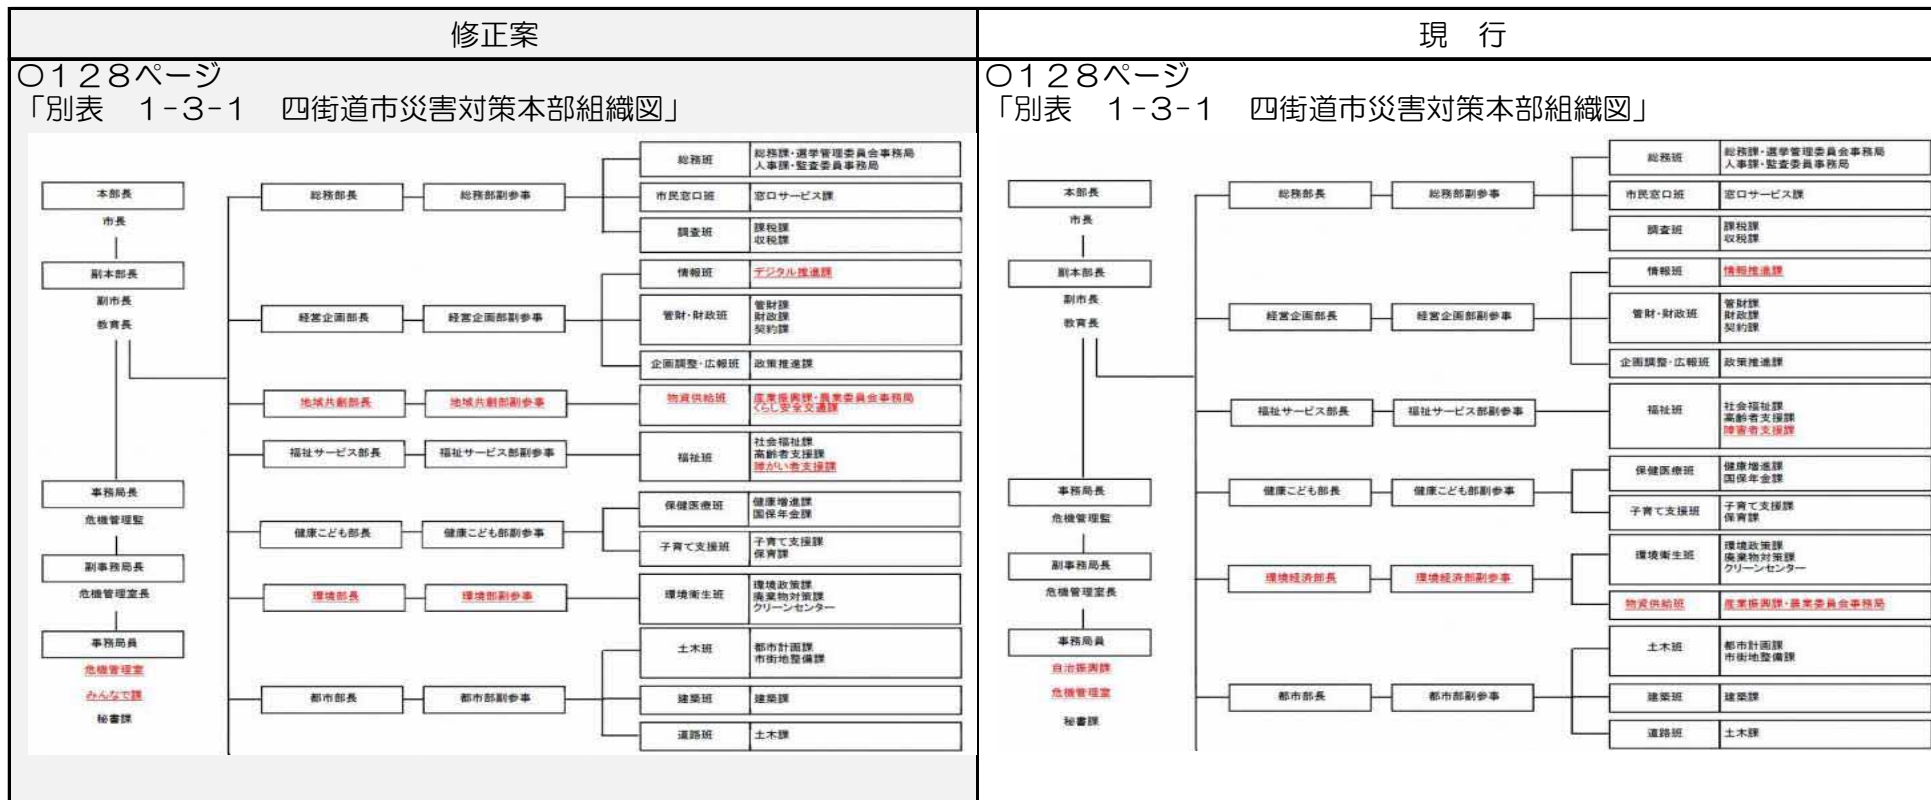 修正案
〇128ページ
「別表 1-3-1 四街道市災害対策本部組織図」
本部長
市長
副本部長
副市長
教育長
事務局長
危機管理監
副事務局長
危機管理室長
事務局員
危機管理室
みんなで課
秘書課
総務部長
総務部副参事
総務班
総務課・選挙管理委員会事務局
人事課・監査委員事務局
市民窓口班
窓口サービス課
調査班
課税課
収税課
経営企画部長
経営企画部副参事
情報班
デジタル推進課
管財・財政班
管財課
財政課
契約課
企画調整・広報班
政策推進課
地域共創部長
地域共創部副参事
物資供給班
産業振興課・農業委員会事務局
くらし安全交通課
福祉サービス部長
福祉サービス部副参事
福祉班
社会福祉課
高齢者支援課
障がい者支援課
健康こども部長
健康こども部副参事
保健医療班
健康増進課
国保年金課
子育て支援班
子育て支援課
保育課
環境部長
環境部副参事
環境衛生班
環境政策課
廃棄物対策課
クリーンセンター
都市部長
都市部副参事
土木班
都市計画課
市街地整備課
建築班
建築課
道路班
土木課
現 行
〇128ページ
「別表 1-3-1 四街道市災害対策本部組織図」
本部長
市長
副本部長
副市長
教育長
事務局長
危機管理監
副事務局長
危機管理室長
事務局員
自治振興課
危機管理室
秘書課
総務部長
総務部副参事
総務班
総務課・選挙管理委員会事務局
人事課・監査委員事務局
市民窓口班
窓口サービス課
調査班
課税課
収税課
経営企画部長
経営企画部副参事
情報班
情報推進課
管財・財政班
管財課
財政課
契約課
企画調整・広報班
政策推進課
福祉サービス部長
福祉サービス部副参事
福祉班
社会福祉課
高齢者支援課
障害者支援課
健康こども部長
健康こども部副参事
保健医療班
健康増進課
国保年金課
子育て支援班
子育て支援課
保育課
環境経済部長
環境経済部副参事
環境衛生班
環境政策課
廃棄物対策課
クリーンセンター
物資供給班
産業振興課・農業委員会事務局
都市部長
都市部副参事
土木班
都市計画課
市街地整備課
建築班
建築課
道路班
土木課